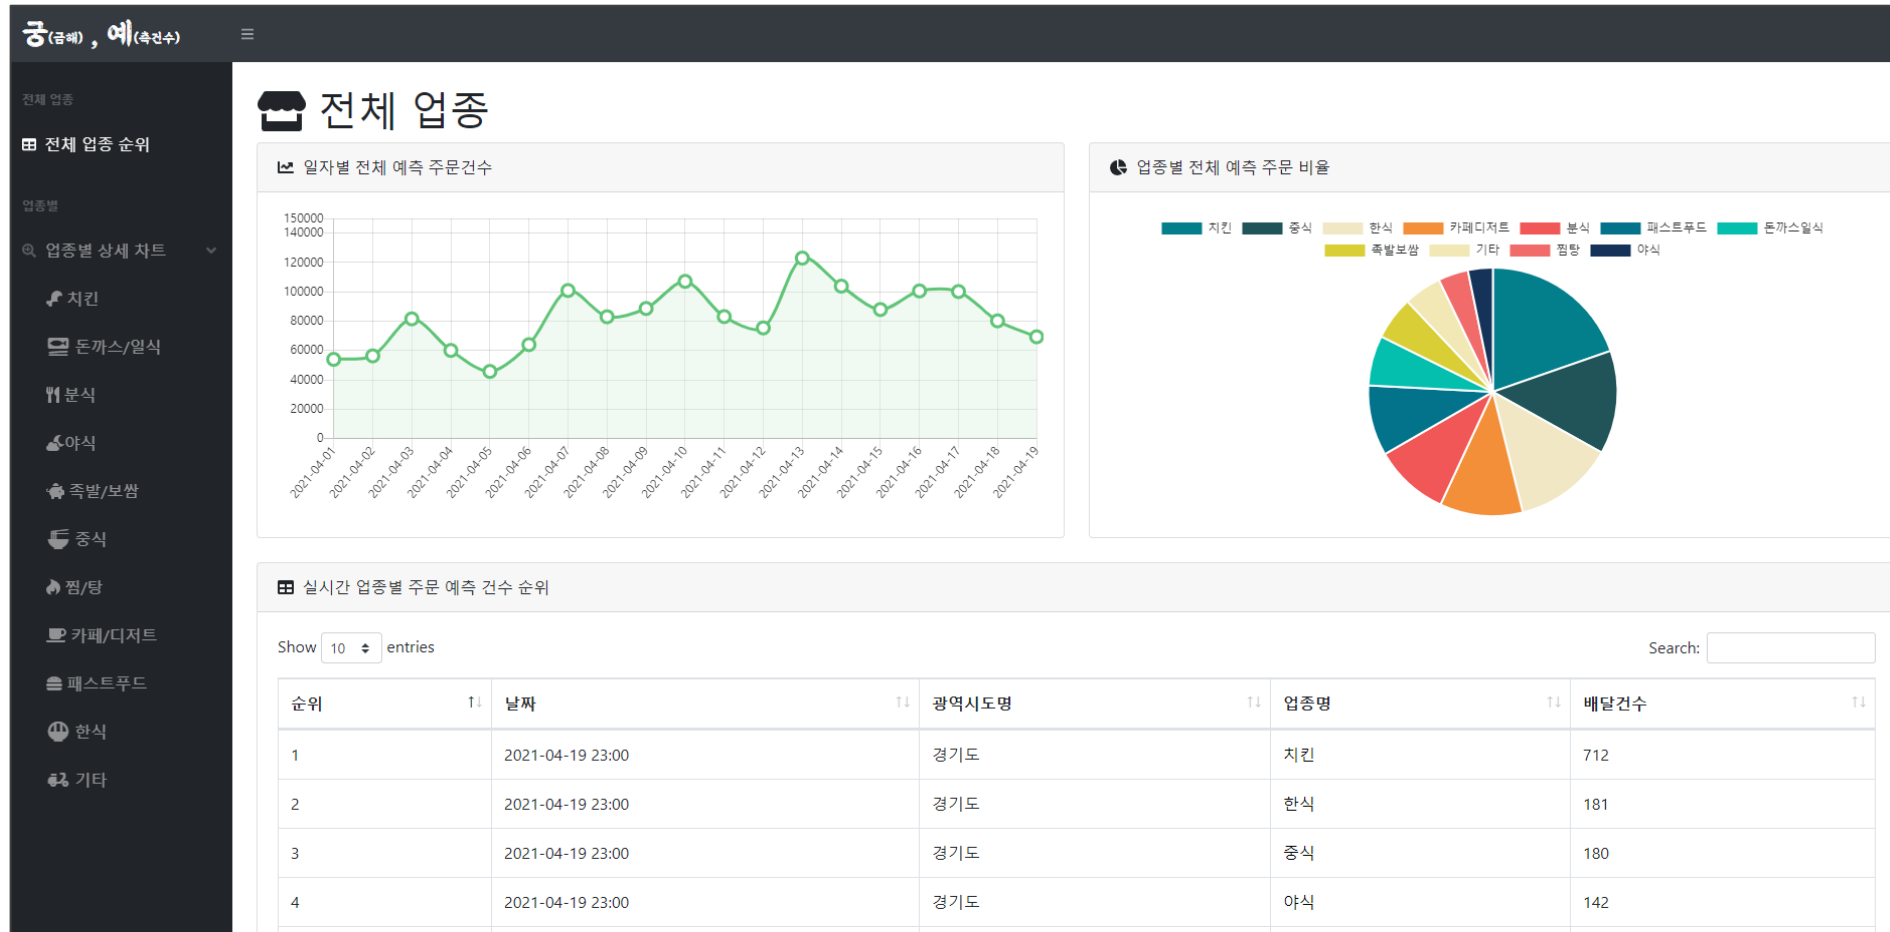 궁(금해) , 예(측건수)
전체 업종
전체 업종 순위
업종별
업종별 상세 차트
치킨
돈까스/일식
분식
야식
족발/보쌈
중식
찜/탕
카페/디저트
패스트푸드
한식
기타
전체 업종
일자별 전체 예측 주문건수
150000
140000
120000
100000
80000
60000
40000
20000
0
2021-04-01 2021-04-02 2021-04-03 2021-04-04 2021-04-05 2021-04-06 2021-04-07 2021-04-08 2021-04-09 2021-04-10 2021-04-11 2021-04-12 2021-04-13 2021-04-14 2021-04-15 2021-04-16 2021-04-17 2021-04-18 2021-04-19
업종별 전체 예측 주문 비율
치킨 중식 한식 카페디저트 분식 패스트푸드 돈까스일식
족발보쌈 기타 찜탕 야식
실시간 업종별 주문 예측 건수 순위
Show 10 entries Search:
순위 날짜 광역시도명 업종명 배달건수
1 2021-04-19 23:00 경기도 치킨 712
2 2021-04-19 23:00 경기도 한식 181
3 2021-04-19 23:00 경기도 중식 180
4 2021-04-19 23:00 경기도 야식 142